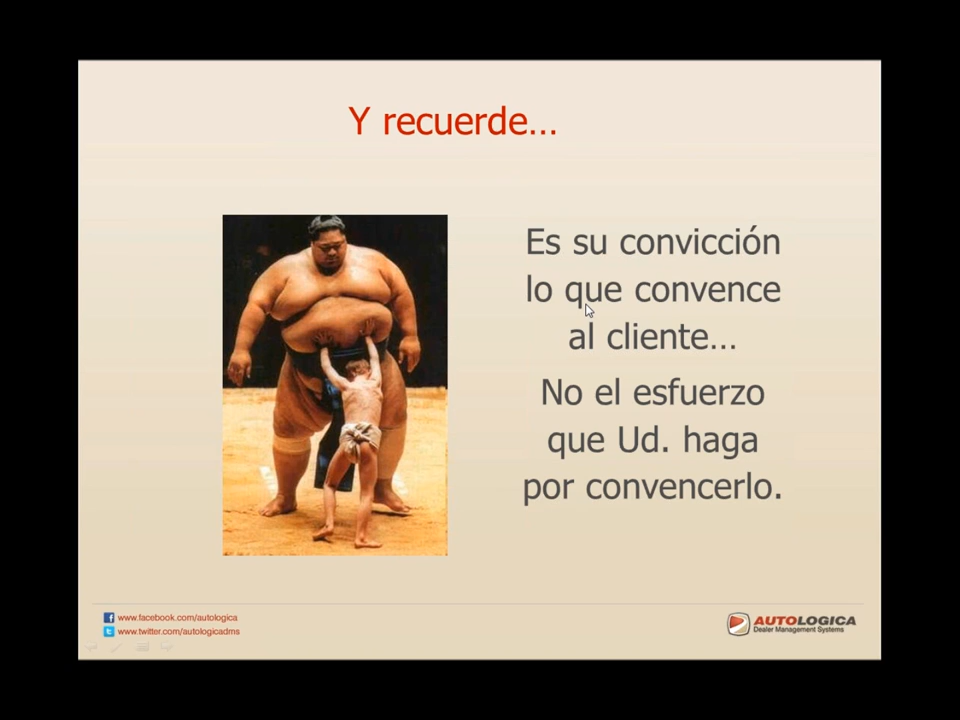 Y recuerde...
Es su convicción
lo que convence
al cliente...
No el esfuerzo
que Ud. haga
por convencerlo.
www.facebook.com/autologica
www.twitter.com/autologicadms
AUTOLOGICA
Dealer Management Systems